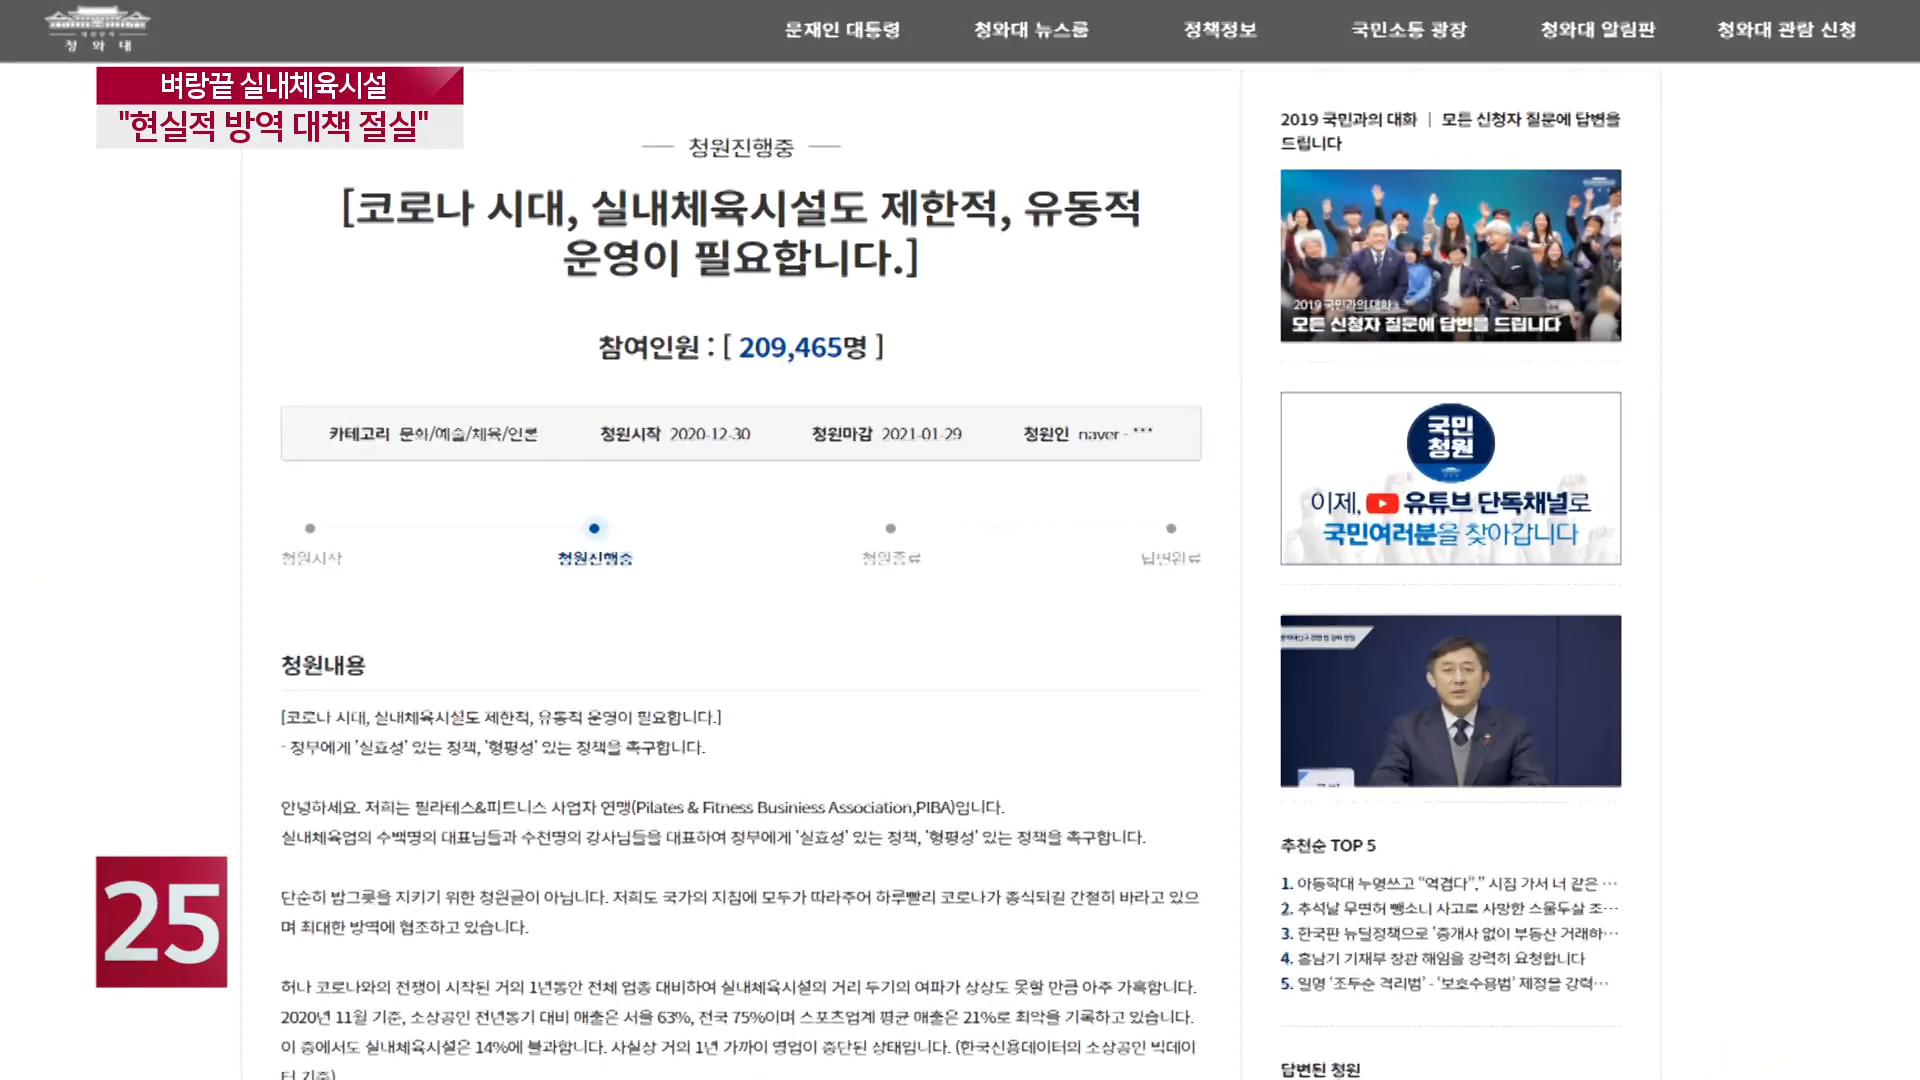 청와대
문재인 대통령 청와대 뉴스룸 정책정보 국민소통 광장 청와대 알림판 청와대 관람 신청
벼랑끝 실내체육시설
"현실적 방역 대책 절실"
청원진행중
[코로나 시대, 실내체육시설도 제한적, 유동적
운영이 필요합니다.]
참여인원 : [ 209,465명 ]
카테고리 문화/예술/체육/언론 청원시작 2020-12-30 청원마감 2021-01-29 청원인 naver - ***
청원시작 청원진행중 청원종료 답변완료
청원내용
[코로나 시대, 실내체육시설도 제한적, 유동적 운영이 필요합니다.]
- 정부에게 '실효성' 있는 정책, '형평성' 있는 정책을 촉구합니다.
안녕하세요. 저희는 필라테스&피트니스 사업자 연맹(Pilates & Fitness Businiess Association,PIBA)입니다.
실내체육업의 수백명의 대표님들과 수천명의 강사님들을 대표하여 정부에게 '실효성' 있는 정책, '형평성' 있는 정책을 촉구합니다.
단순히 밥그릇을 지키기 위한 청원글이 아닙니다. 저희도 국가의 지침에 모두가 따라주어 하루빨리 코로나가 종식되길 간절히 바라고 있으
며 최대한 방역에 협조하고 있습니다.
허나 코로나와의 전쟁이 시작된 거의 1년동안 전체 업종 대비하여 실내체육시설의 거리 두기의 여파가 상상도 못할 만큼 아주 가혹합니다.
2020년 11월 기준, 소상공인 전년동기 대비 매출은 서울 63%, 전국 75%이며 스포츠업계 평균 매출은 21%로 최악을 기록하고 있습니다.
이 중에서도 실내체육시설은 14%에 불과합니다. 사실상 거의 1년 가까이 영업이 중단된 상태입니다. (한국신용데이터의 소상공인 빅데이
터 기준)
25
2019 국민과의 대화 ㅣ 모든 신청자 질문에 답변을
드립니다
2019 국민과의 대화
모든 신청자 질문에 답변을 드립니다
국민
청원
이제, 유튜브 단독채널로
국민여러분을 찾아갑니다
추천순 TOP 5
1. 아동학대 누명쓰고 “역겹다”,” 시집 가서 너 같은 …
2. 추석날 무면허 뺑소니 사고로 사망한 스물두살 조…
3. 한국판 뉴딜정책으로 '중개사 없이 부동산 거래하…
4. 홍남기 기재부 장관 해임을 강력히 요청합니다
5. 일명 ‘조두순 격리법’ - ‘보호수용법’ 제정을 강력…
답변된 청원